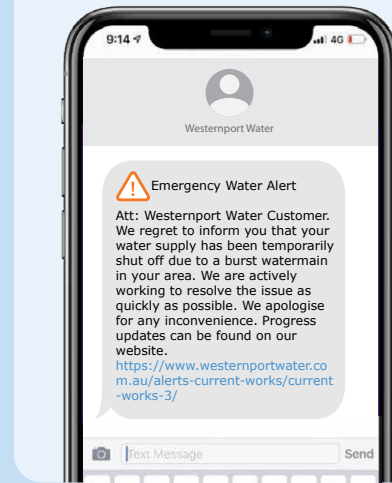 9:14
4G
Westernport Water
Emergency Water Alert
Att: Westernport Water Customer.
We regret to inform you that your
water supply has been temporarily
shut off due to a burst watermain
in your area. We are actively
working to resolve the issue as
quickly as possible. We apologise
for any inconvenience. Progress
updates can be found on our
website.
https://www.westernportwater.co
m.au/alerts-current-works/current
-works-3/
Text Message
Send